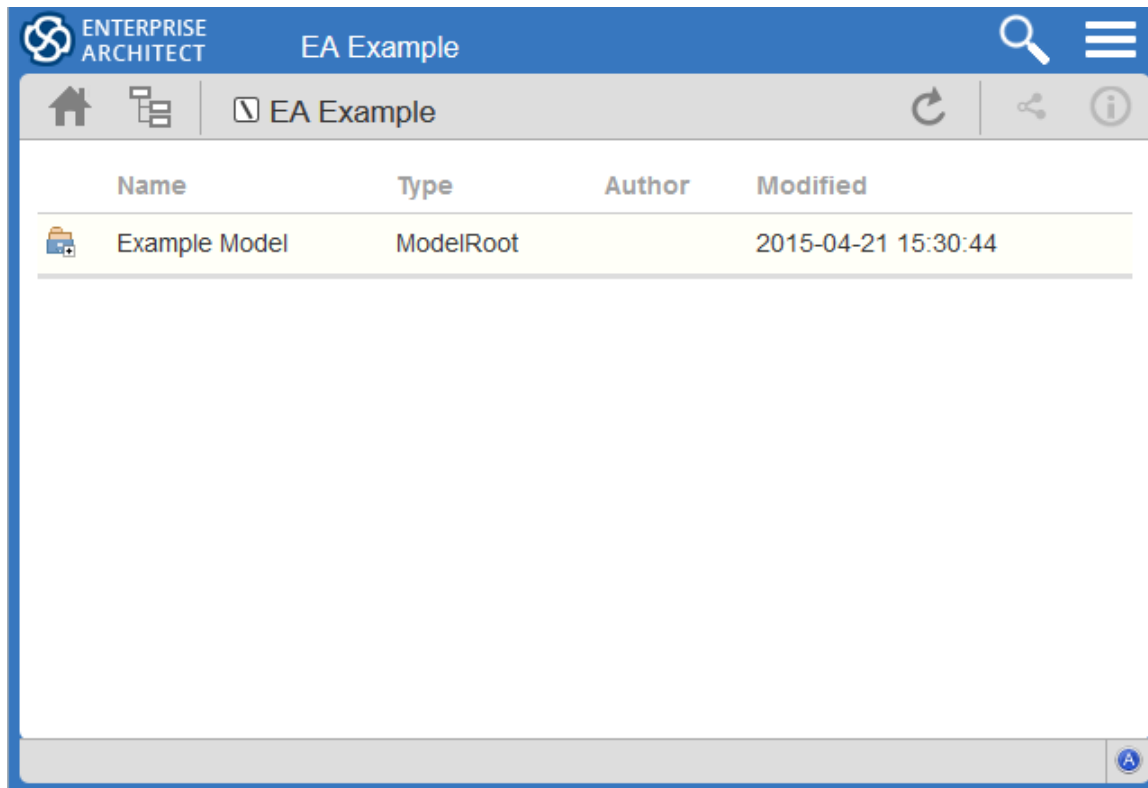 ENTERPRISE
ARCHITECT
EA Example
EA Example
Name Type Author Modified
Example Model ModelRoot 2015-04-21 15:30:44
A